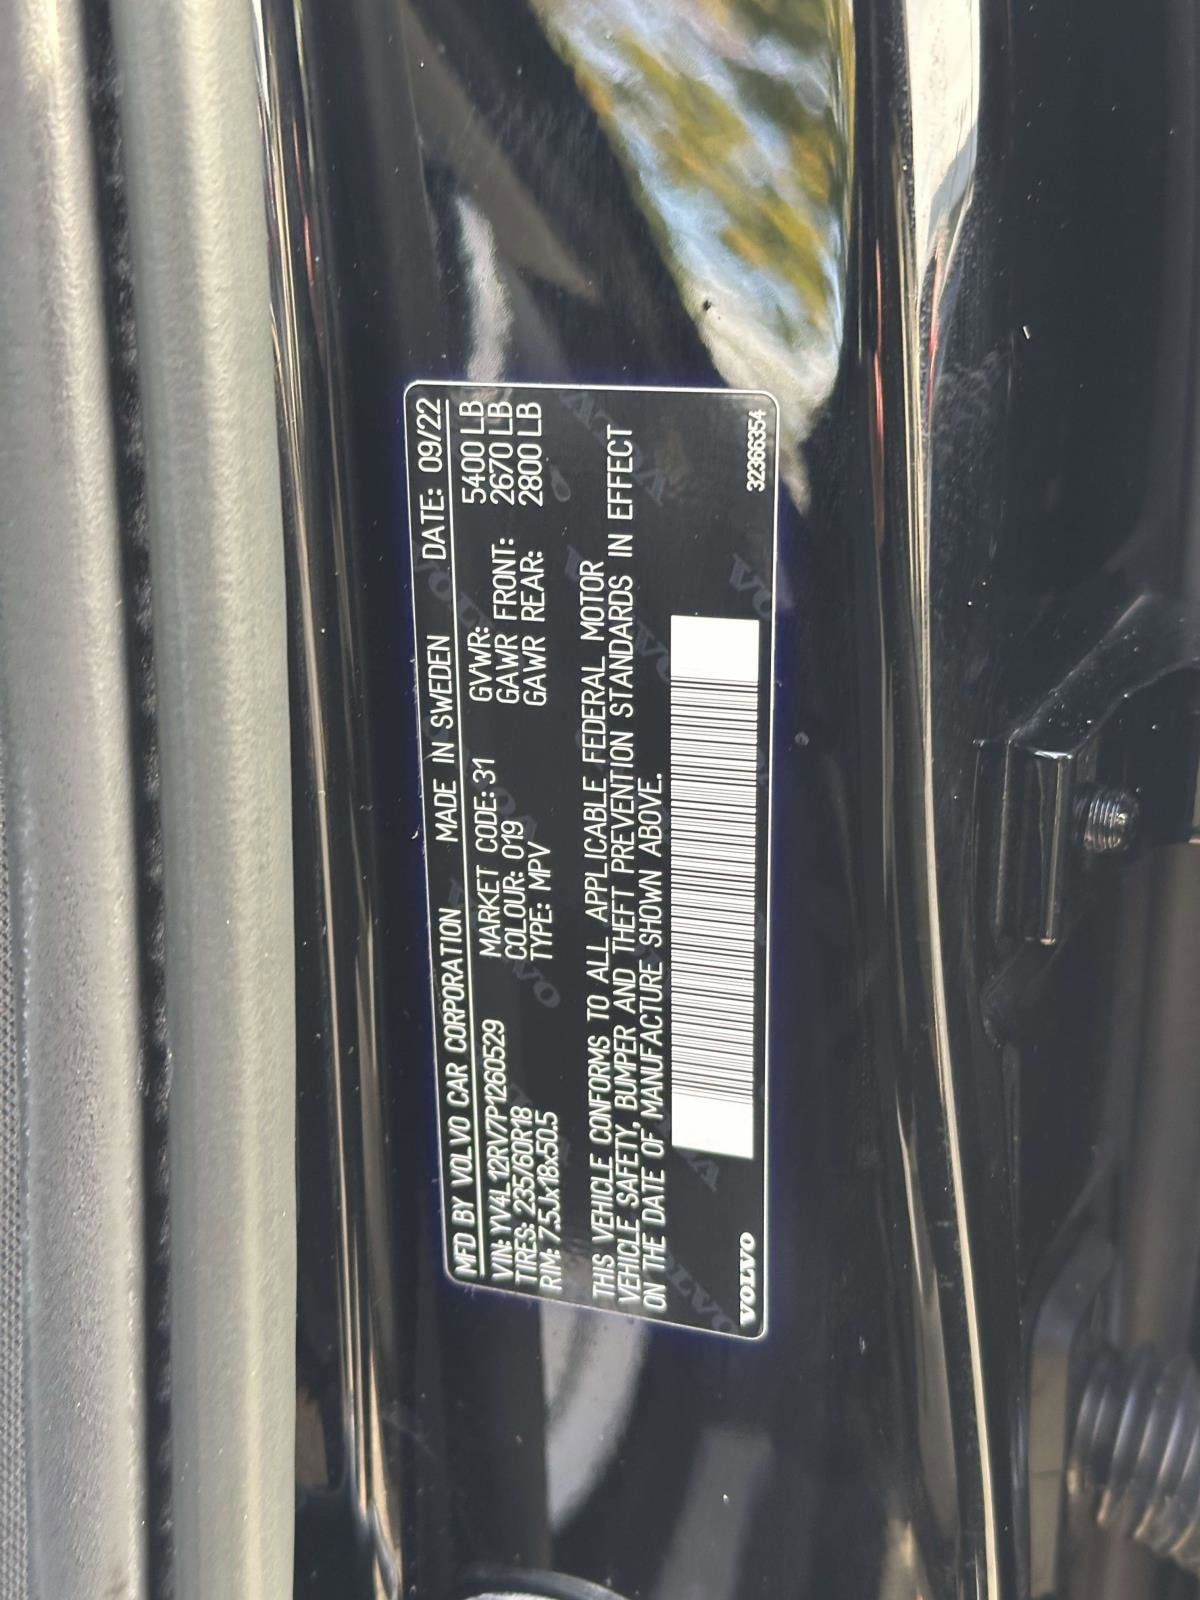 MFD BY VOLVO CAR CORPORATION MADE IN SWEDEN DATE: 09/22
VIN: YV4L12RV7P1260529 MARKET CODE: 31 GVWR: 5400 LB
TIRES: 235/60R18 COLOUR: 019 GAWR FRONT: 2670 LB
RIM: 7.5Jx18x50.5 TYPE: MPV GAWR REAR: 2800 LB
THIS VEHICLE CONFORMS TO ALL APPLICABLE FEDERAL MOTOR
VEHICLE SAFETY, BUMPER AND THEFT PREVENTION STANDARDS IN EFFECT
ON THE DATE OF MANUFACTURE SHOWN ABOVE.
VOLVO 32366354